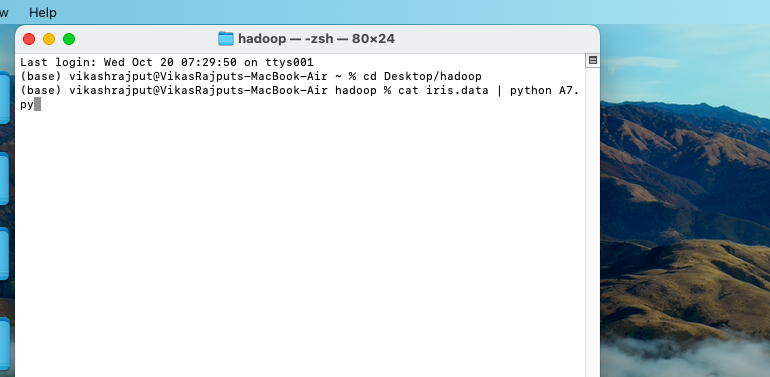 w Help
hadoop — -zsh — 80×24
Last login: Wed Oct 20 07:29:50 on ttys001
(base) vikashrajput@VikasRajputs-MacBook-Air ~ % cd Desktop/hadoop
(base) vikashrajput@VikasRajputs-MacBook-Air hadoop % cat iris.data | python A7.
py